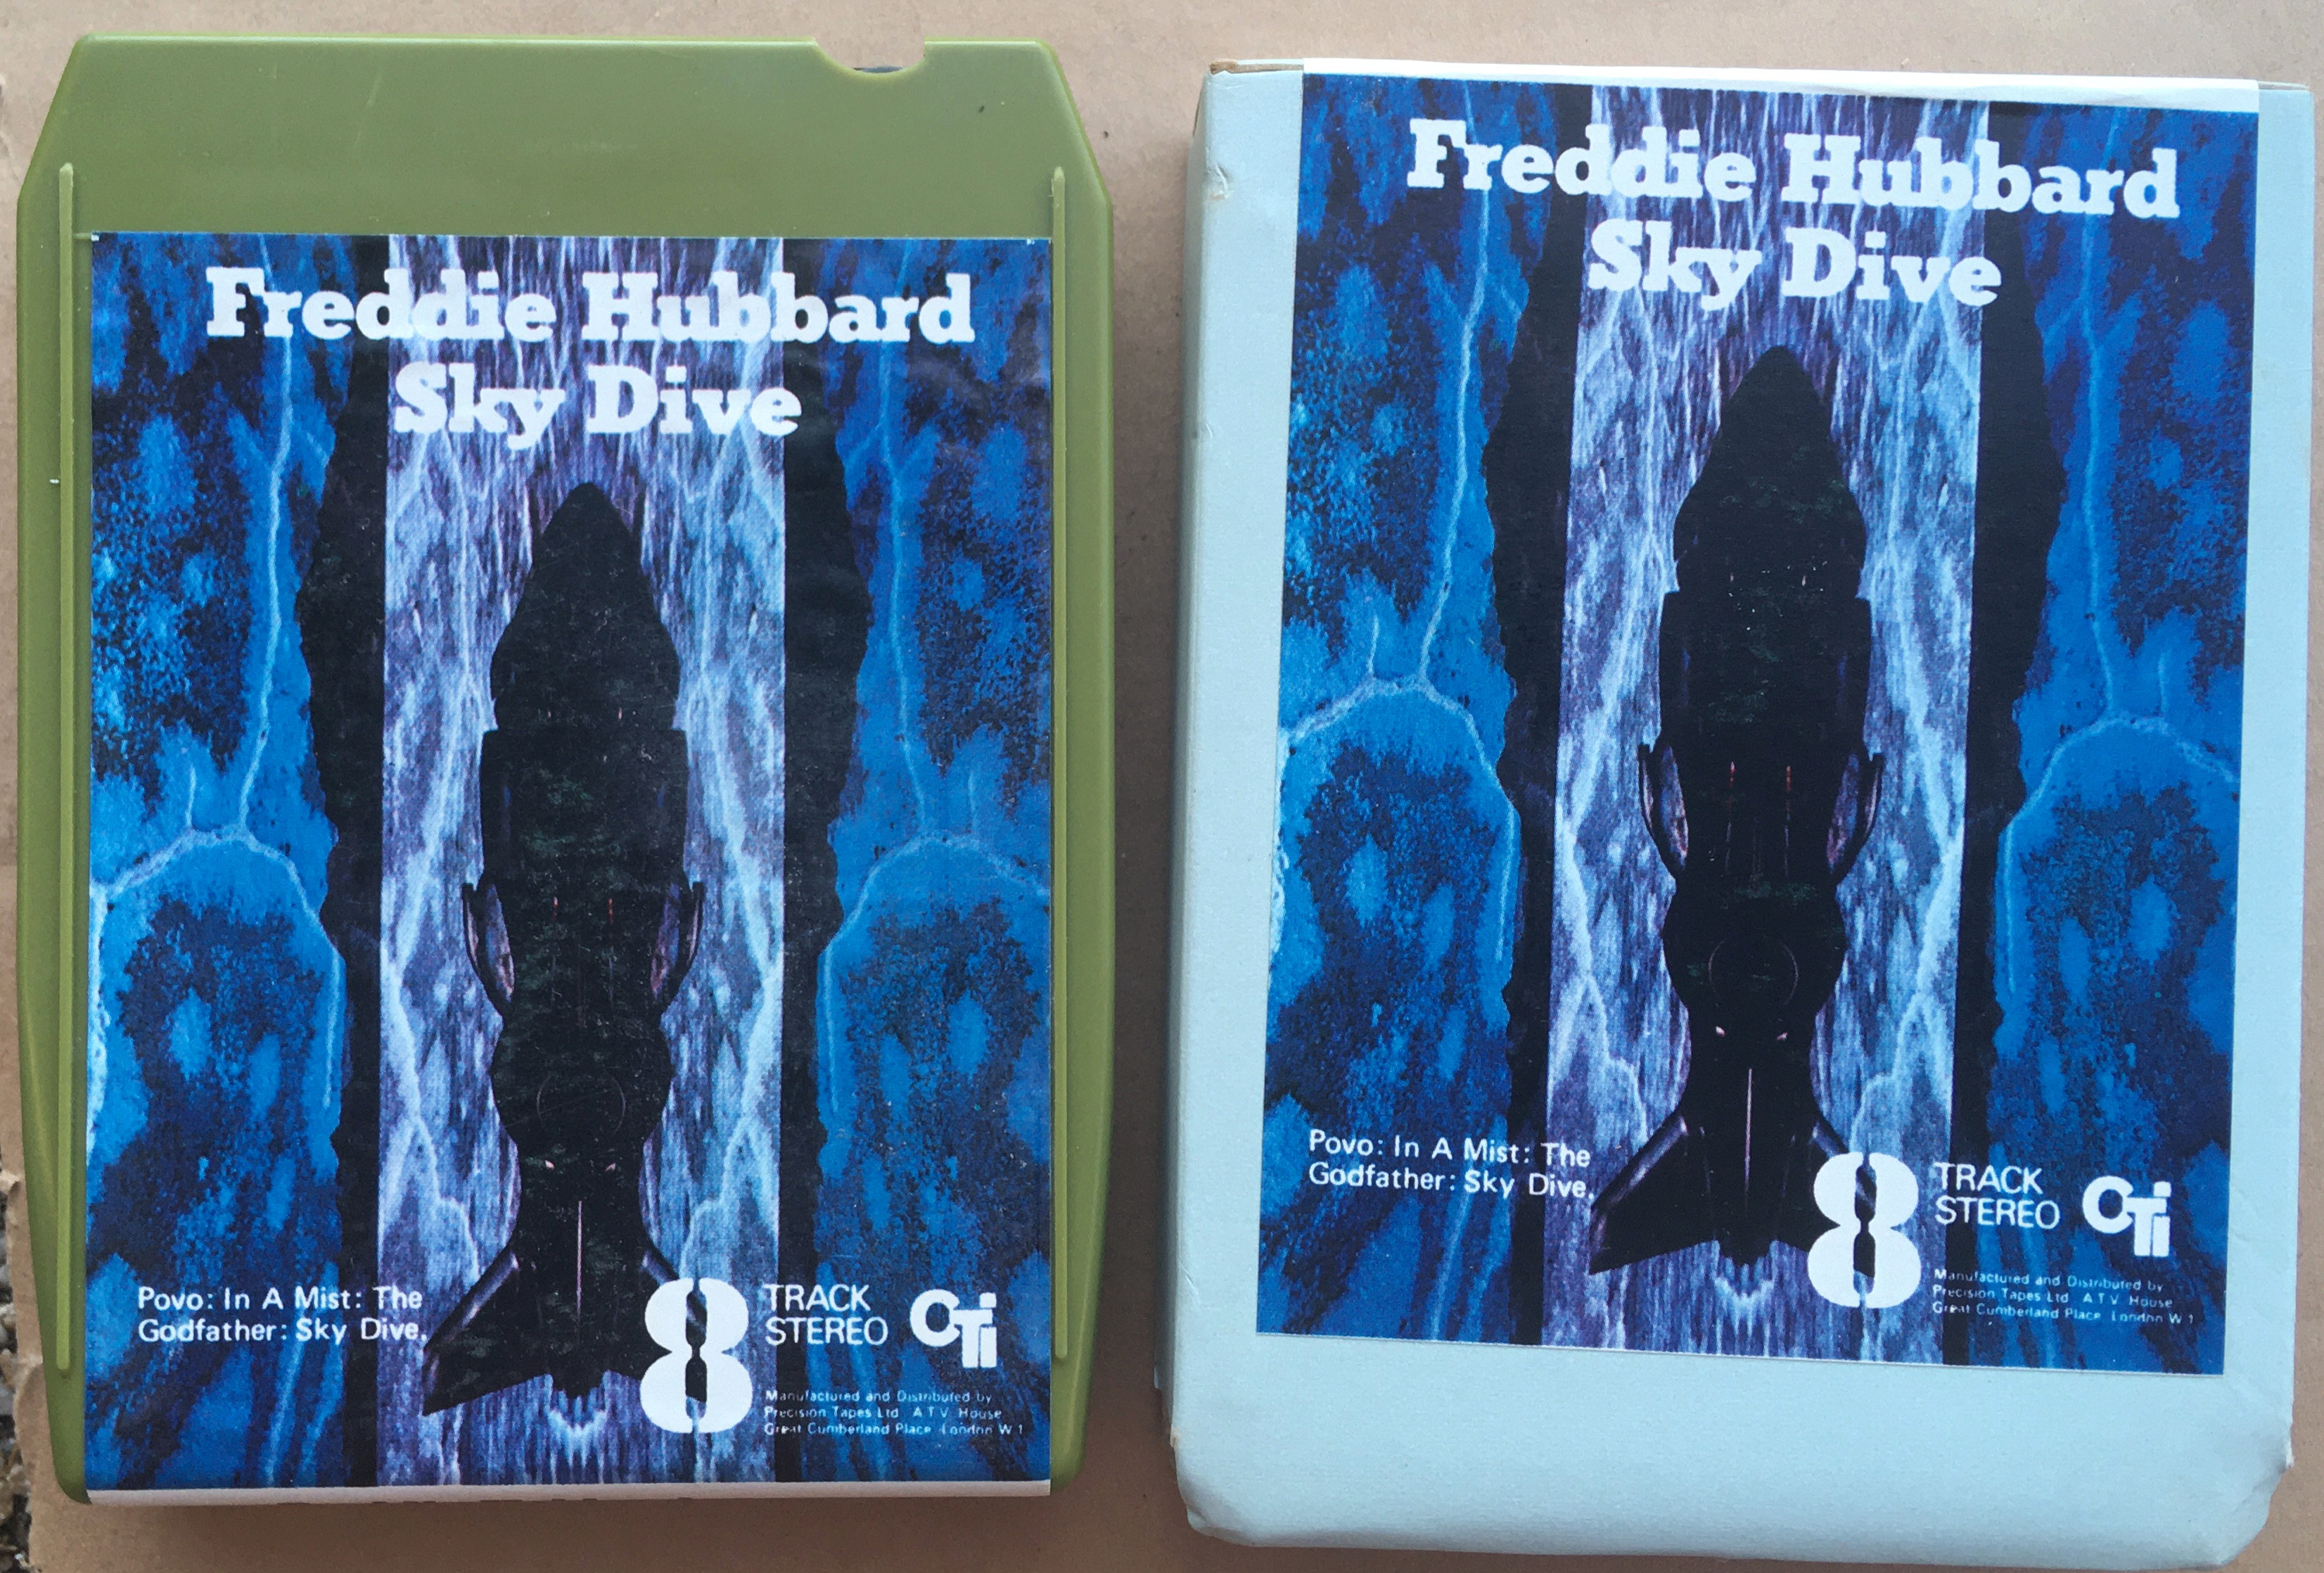 Freddie Hubbard
Sky Dive
Povo: In A Mist: The
Godfather: Sky Dive.
8
TRACK
STEREO
CTi
Manufactured and Distributed by
Precision Tapes Ltd A T V House
Great Cumberland Place London W 1
Freddie Hubbard
Sky Dive
Povo: In A Mist: The
Godfather: Sky Dive.
8
TRACK
STEREO
CTi
Manufactured and Distributed by
Precision Tapes Ltd A T V House
Great Cumberland Place London W 1